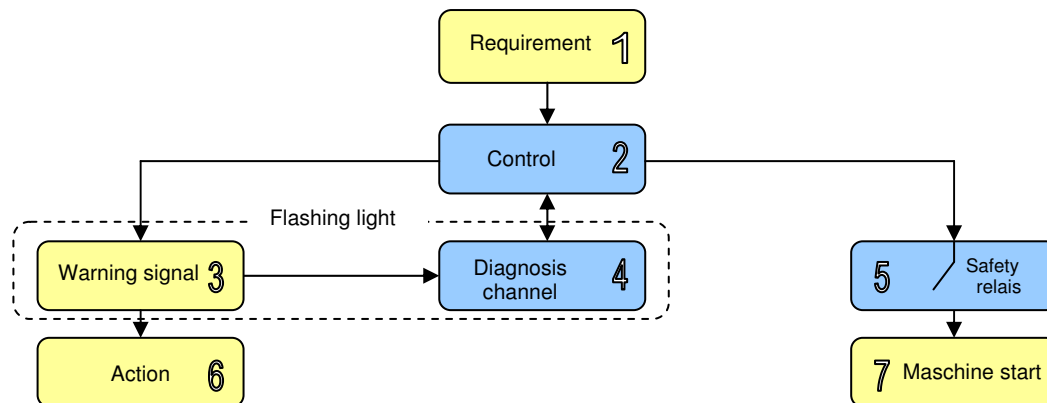 Requirement 1
Control 2
Flashing light
Warning signal 3
Diagnosis
channel 4
5 Safety
relais
Action 6
7 Maschine start